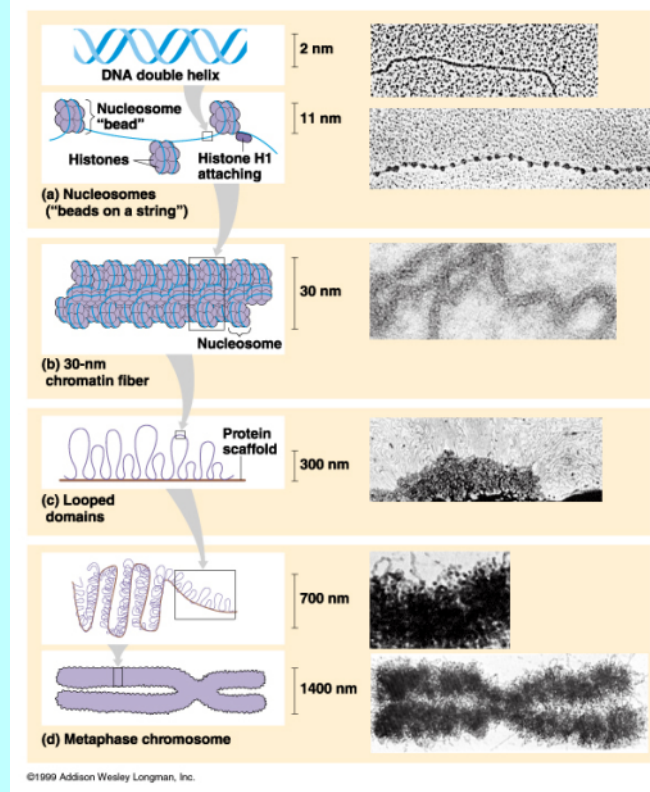 2 nm
DNA double helix
Nucleosome
"bead"
11 nm
Histones
Histone H1
attaching
(a) Nucleosomes
("beads on a string")
30 nm
Nucleosome
(b) 30-nm
chromatin fiber
Protein
scaffold
300 nm
(c) Looped
domains
700 nm
1400 nm
(d) Metaphase chromosome
©1999 Addison Wesley Longman, Inc.